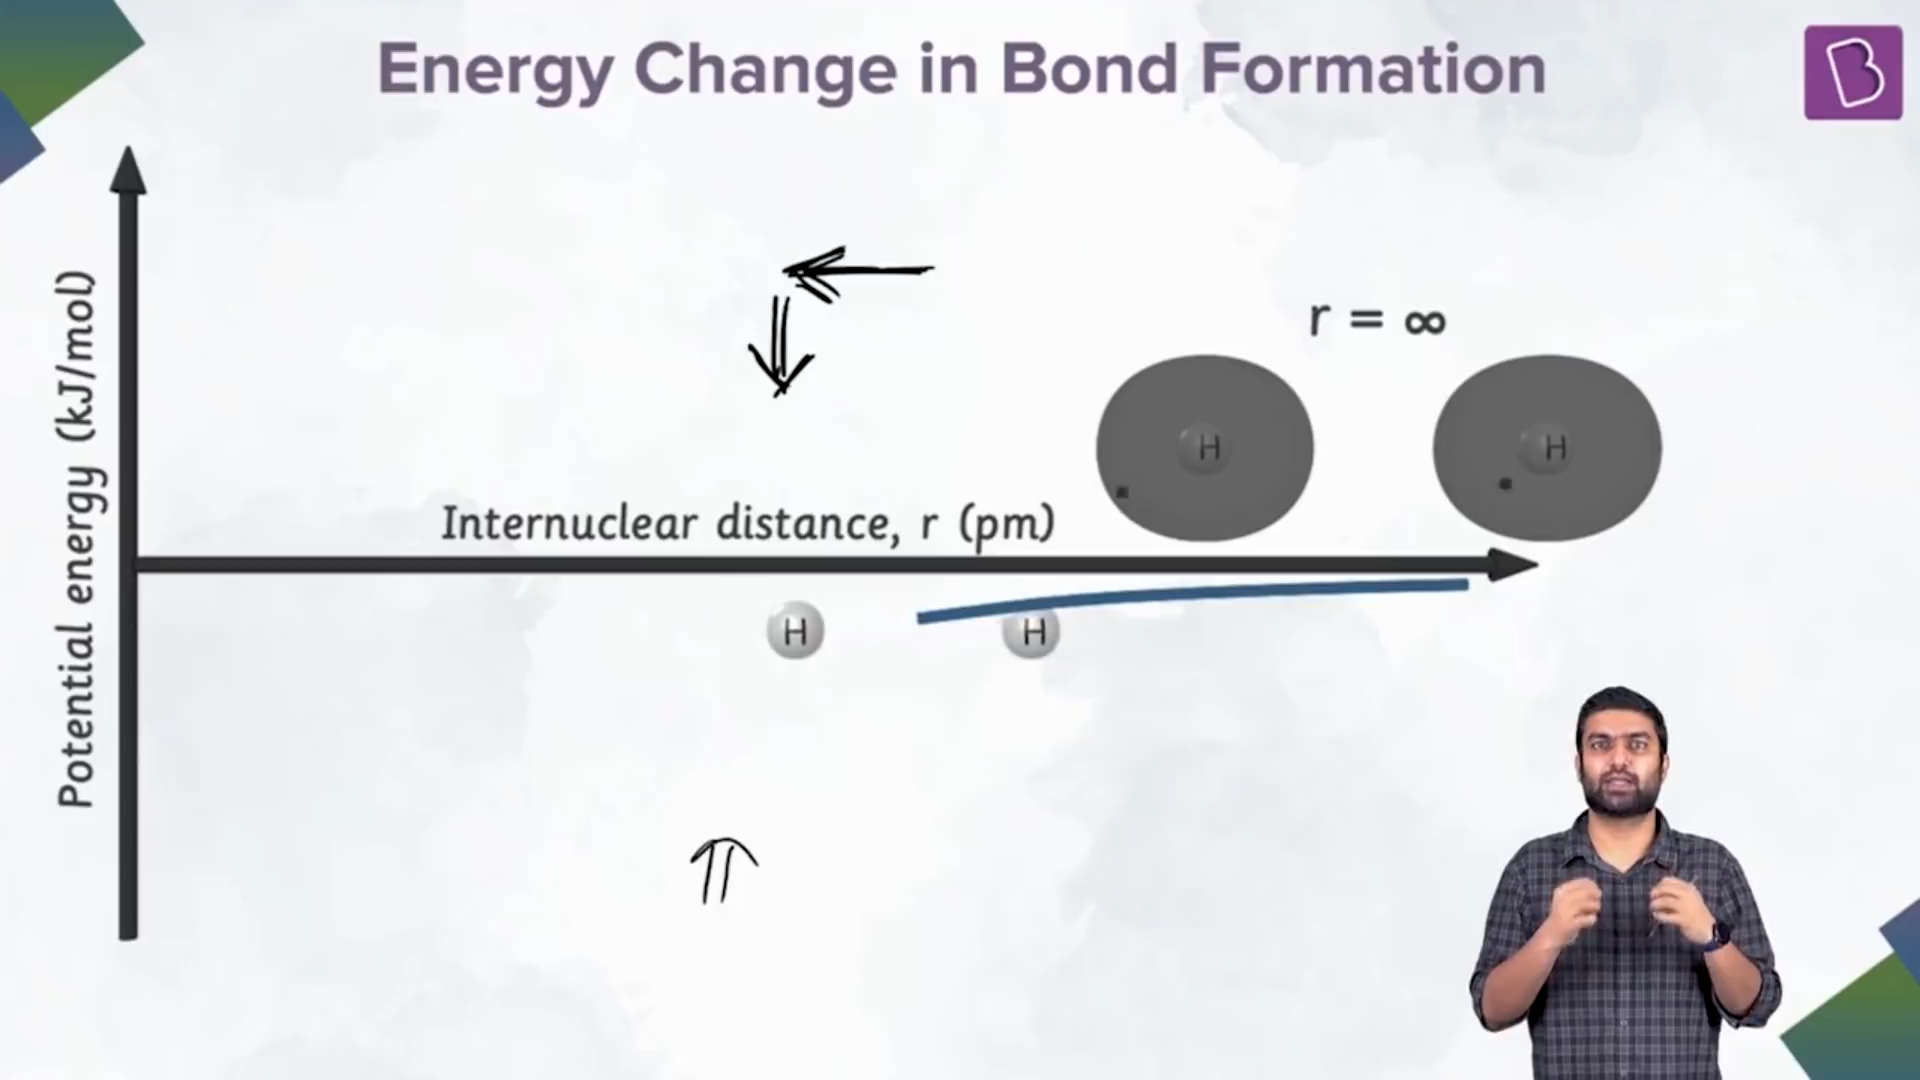 Energy Change in Bond Formation
B
Potential energy (kJ/mol)
r = ∞
H
H
Internuclear distance, r (pm)
H
H